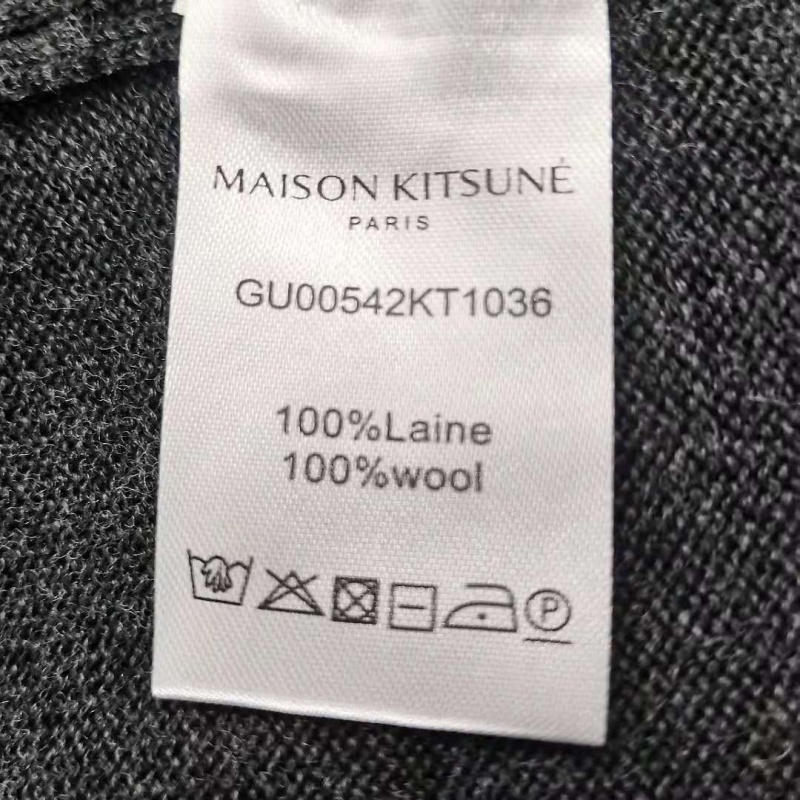 MAISON KITSUNÉ
PARIS
GU00542KT1036
100%Laine
100%wool
P